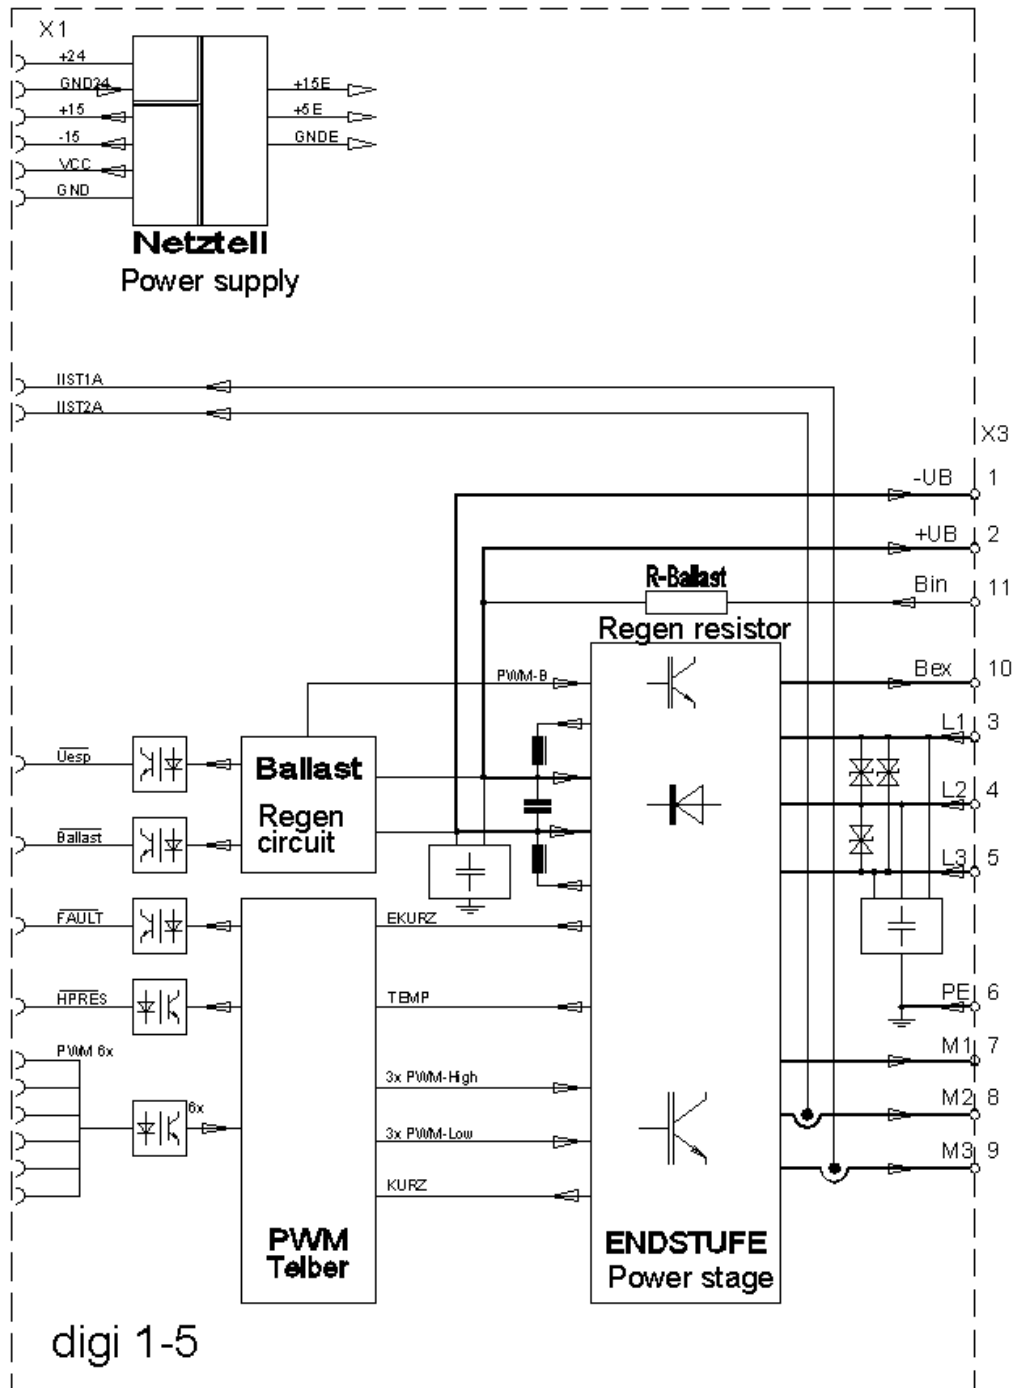 X1
+24
GND24
+15
-15
VCC
GND
+15E
+5E
GNDE
Netzteil
Power supply
IIST1A
IIST2A
X3
-UB 1
+UB 2
R-Ballast
Bin 11
Regen resistor
PWM-B
Bex 10
L1 3
Uesp
Ballast
L2 4
Regen
circuit
Ballast
L3 5
FAULT
EKURZ
HPRES
TEMP
PE 6
PWM 6x
M1 7
3x PWM-High
6x
M2 8
3x PWM-Low
M3 9
KURZ
PWM
Teiber
ENDSTUFE
Power stage
digi 1-5